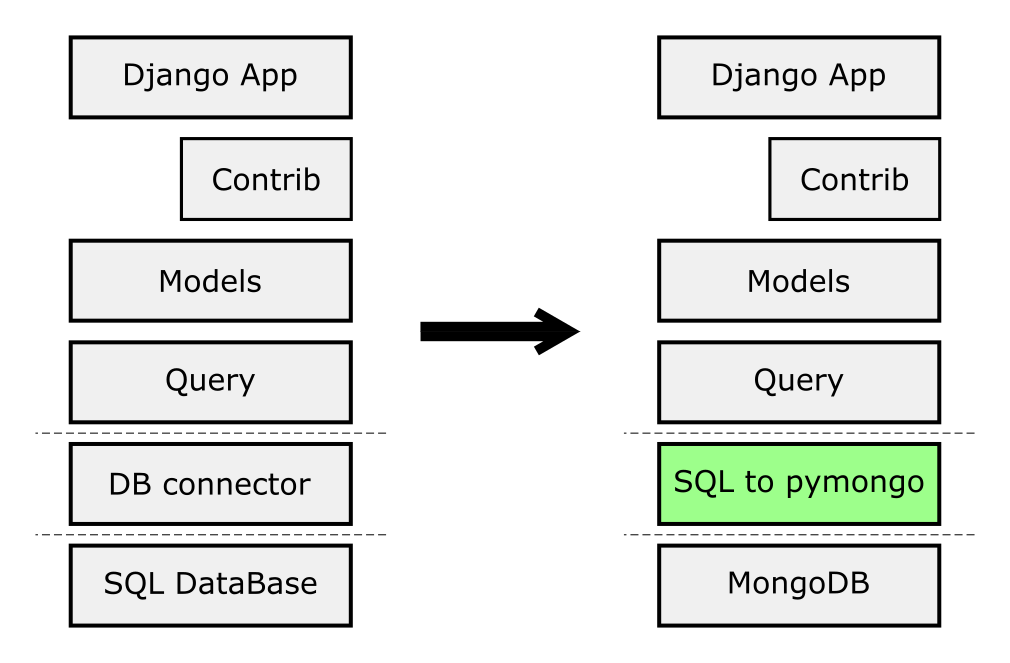 Django App
Contrib
Models
Query
DB connector
SQL DataBase
Django App
Contrib
Models
Query
SQL to pymongo
MongoDB